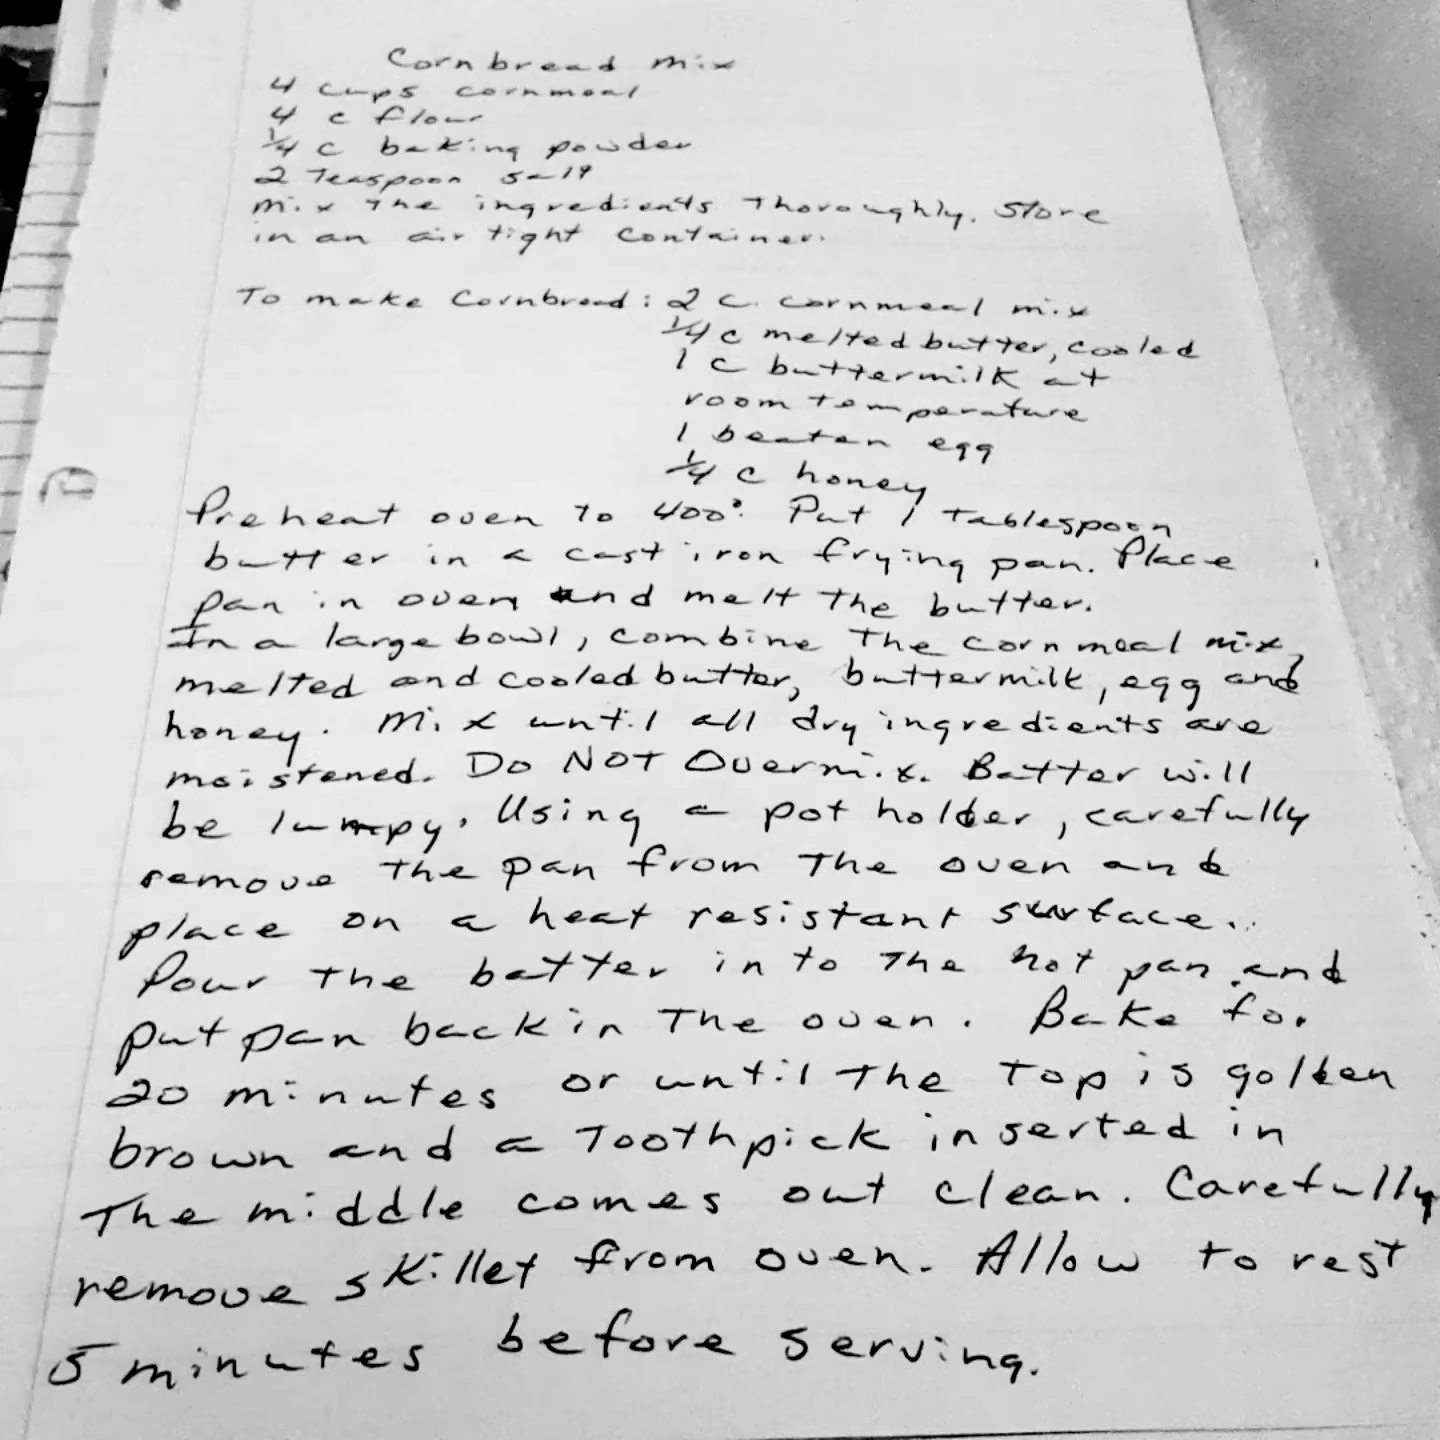 Cornbread mix
4 cups cornmeal
4 c flour
1/4 c baking powder
2 Teaspoon salt
mix the ingredients thoroughly. Store
in an air tight container.
To make Cornbread: 2 c. cornmeal mix
1/4 c melted butter, cooled
1 c buttermilk at
room temperature
1 beaten egg
1/4 c honey
Preheat oven to 400°. Put 1 tablespoon
butter in a cast iron frying pan. Place
pan in oven and melt the butter.
In a large bowl, combine the cornmeal mix,
melted and cooled butter, buttermilk, egg and
honey. Mix until all dry ingredients are
moistened. Do NOT Overmix. Batter will
be lumpy. Using a pot holder, carefully
remove the pan from the oven and
place on a heat resistant surface.
Pour the batter into the hot pan and
put pan back in the oven. Bake for
20 minutes or until the top is golden
brown and a toothpick inserted in
the middle comes out clean. Carefully
remove skillet from oven. Allow to rest
5 minutes before serving.